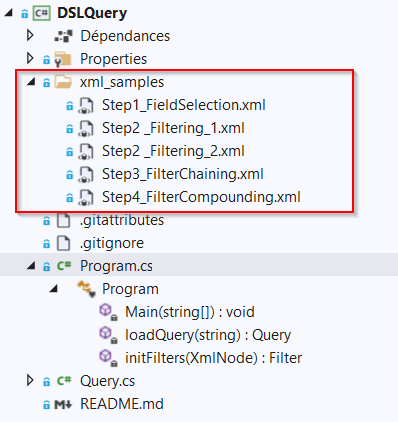 C# DSLQuery
Dépendances
Properties
xml_samples
Step1_FieldSelection.xml
Step2 _Filtering_1.xml
Step2 _Filtering_2.xml
Step3_FilterChaining.xml
Step4_FilterCompounding.xml
.gitattributes
.gitignore
C# Program.cs
Program
Main(string[]) : void
loadQuery(string) : Query
initFilters(XmlNode) : Filter
C# Query.cs
M README.md